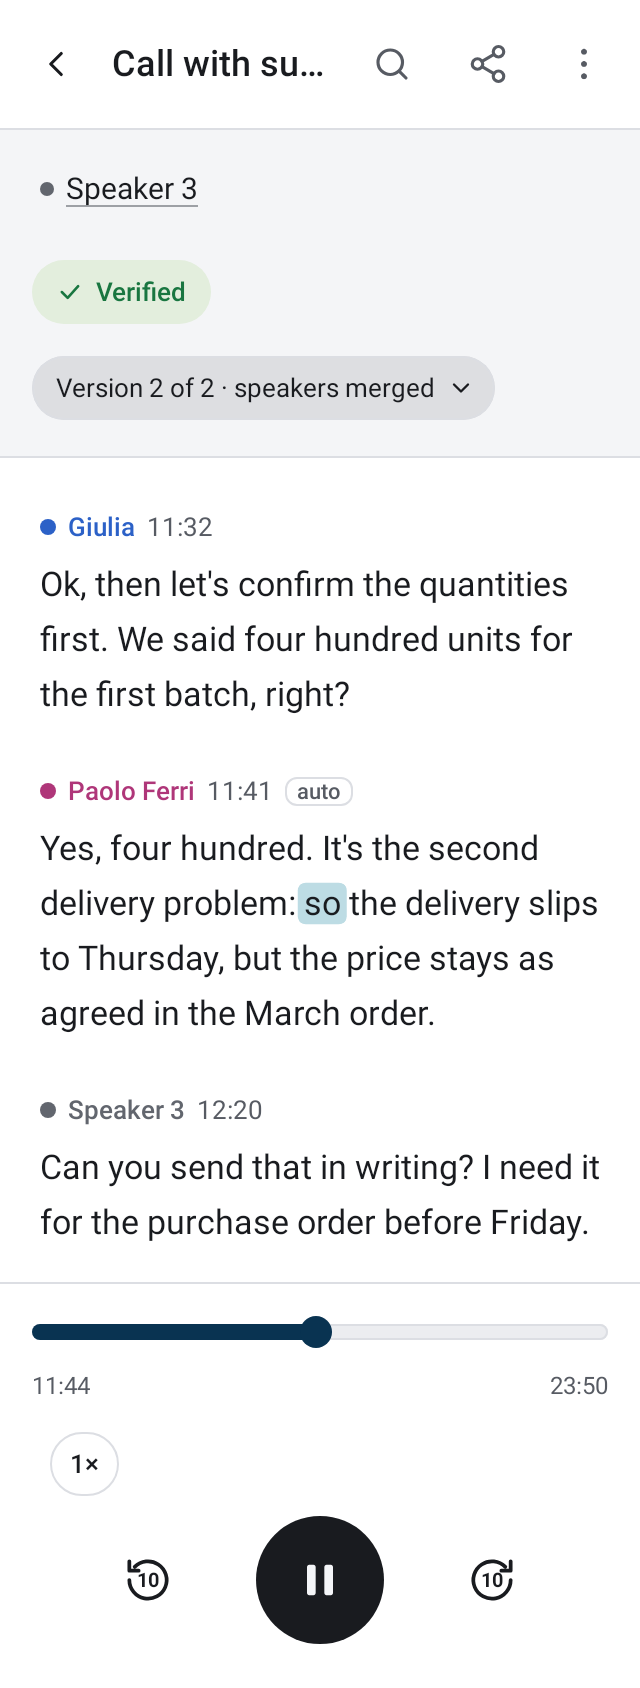 Call with su...
Speaker 3
Verified
Version 2 of 2 · speakers merged
Giulia 11:32
Ok, then let's confirm the quantities
first. We said four hundred units for
the first batch, right?
Paolo Ferri 11:41 auto
Yes, four hundred. It's the second
delivery problem: so the delivery slips
to Thursday, but the price stays as
agreed in the March order.
Speaker 3 12:20
Can you send that in writing? I need it
for the purchase order before Friday.
11:44 23:50
1×
10 10